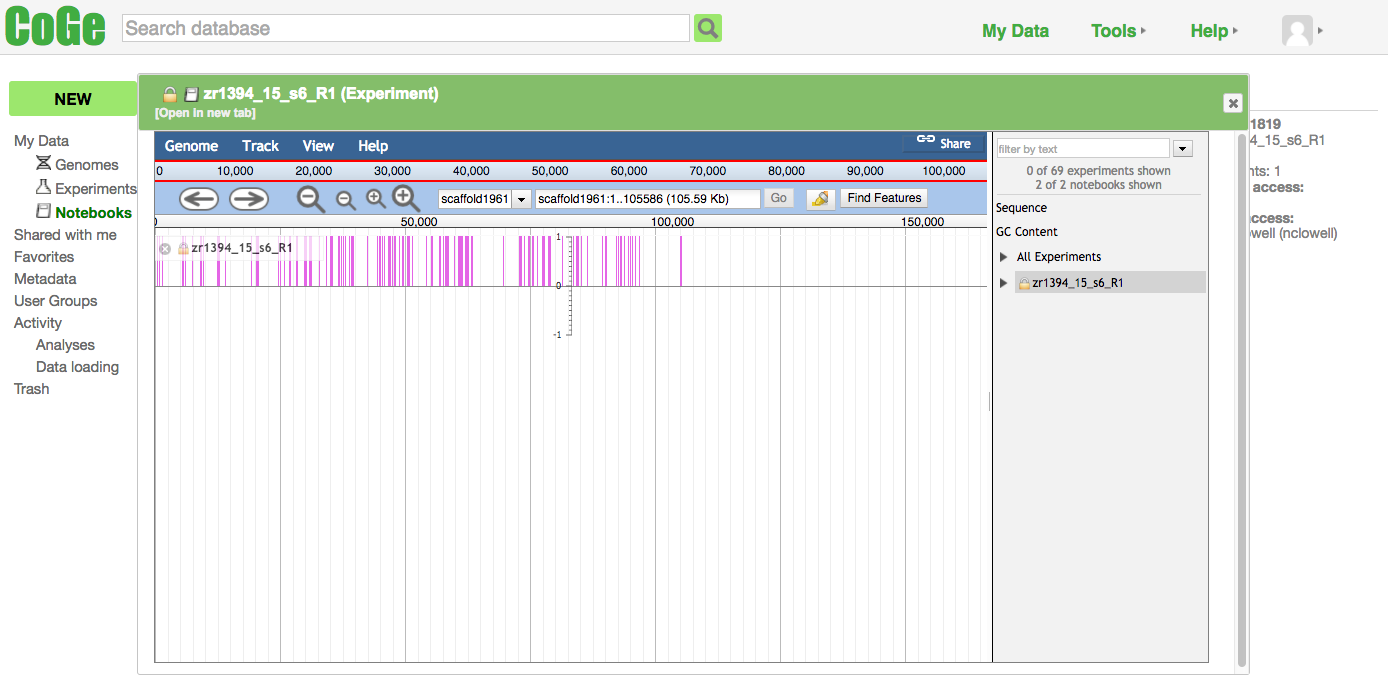 CoGe
Search database
My Data
Tools
Help
NEW
My Data
Genomes
Experiments
Notebooks
Shared with me
Favorites
Metadata
User Groups
Activity
Analyses
Data loading
Trash
zr1394_15_s6_R1 (Experiment)
[Open in new tab]
Genome Track View Help
Share
0 10,000 20,000 30,000 40,000 50,000 60,000 70,000 80,000 90,000 100,000
scaffold1961
scaffold1961:1..105586 (105.59 Kb)
Go
Find Features
50,000 100,000 150,000
zr1394_15_s6_R1
1
0
-1
filter by text
0 of 69 experiments shown
2 of 2 notebooks shown
Sequence
GC Content
All Experiments
zr1394_15_s6_R1
1819
4_15_s6_R1
nts: 1
access:
ccess:
well (nclowell)